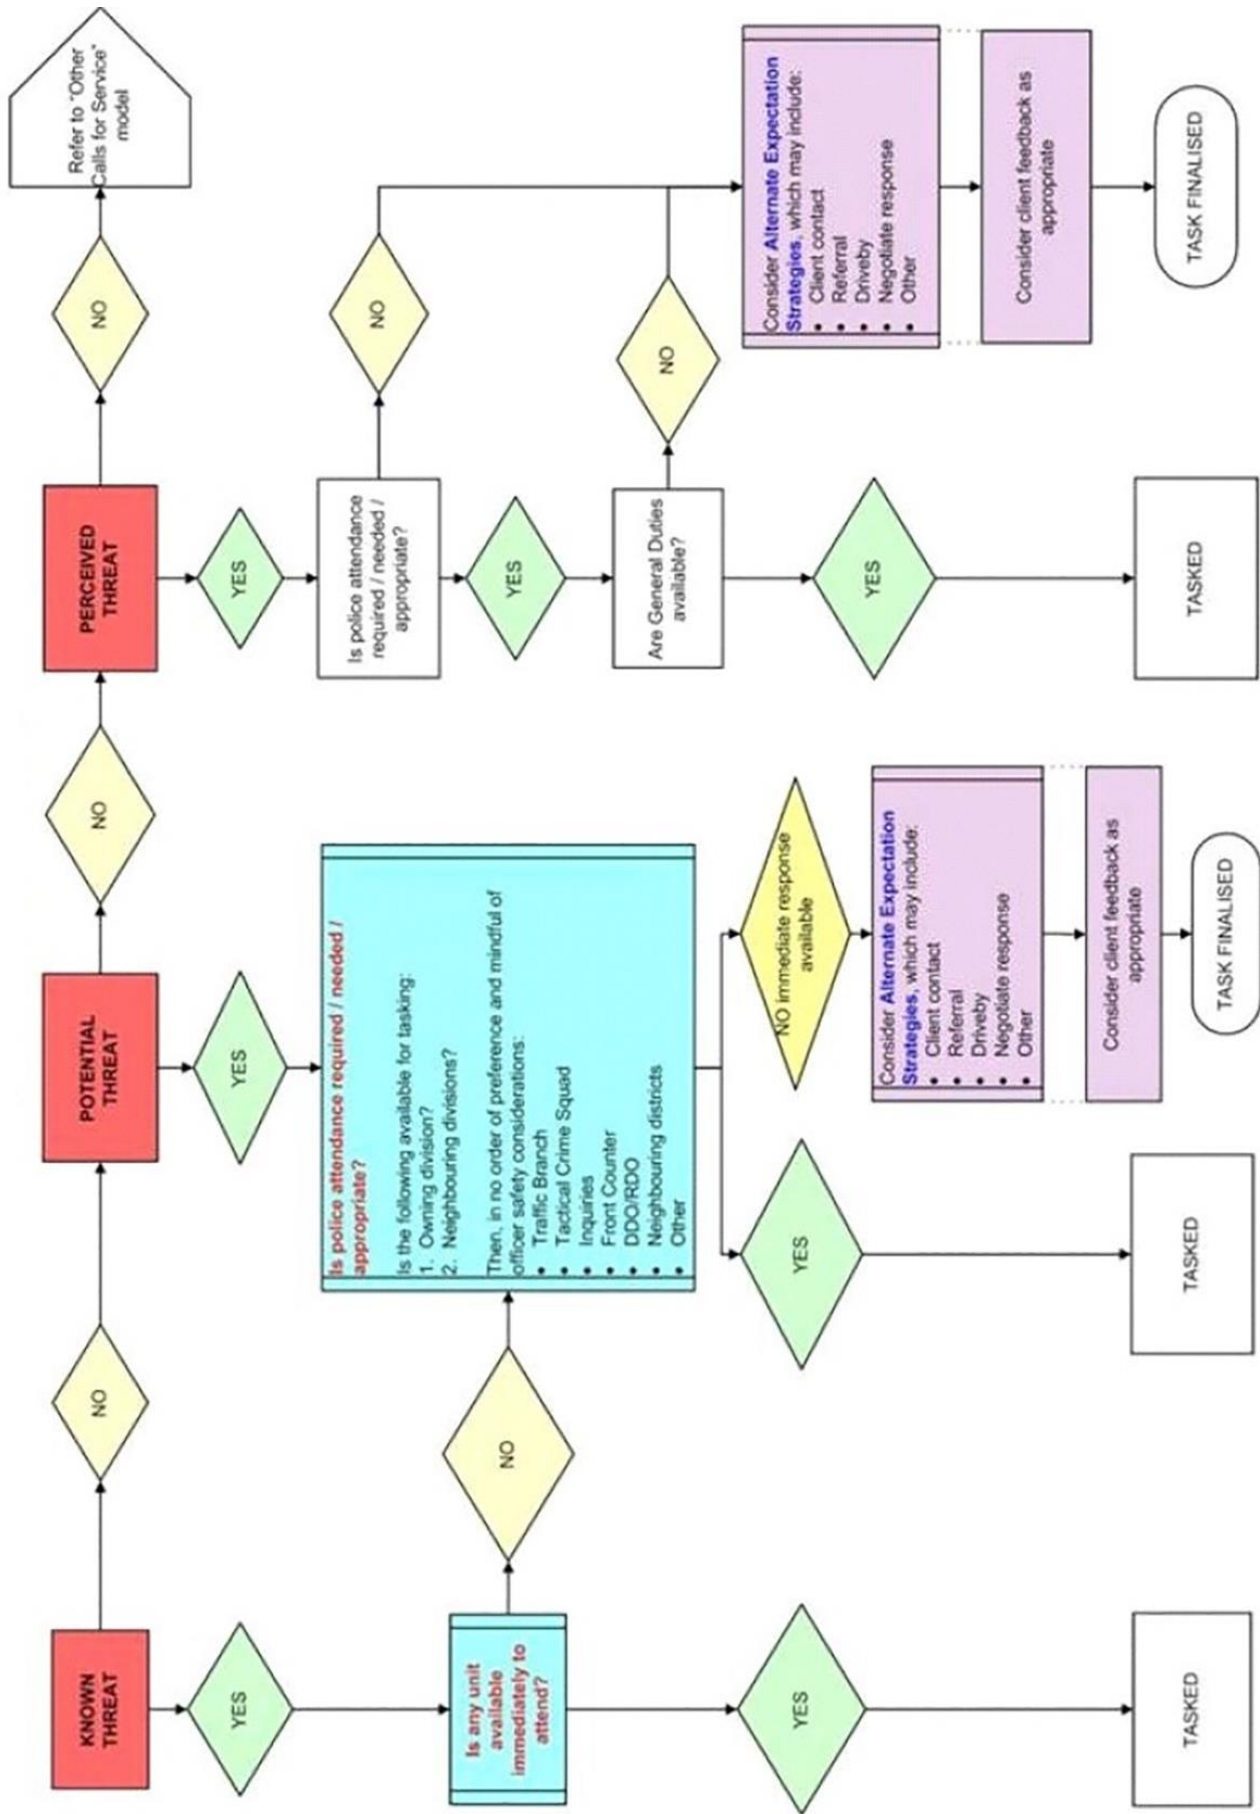 KNOWN
THREAT
NO
POTENTIAL
THREAT
NO
PERCEIVED
THREAT
NO
Refer to "Other
Calls for Service"
model
YES
YES
YES
Is any unit
available
immediately to
attend?
NO
Is police attendance required / needed /
appropriate?
Is the following available for tasking:
1. Owning division?
2. Neighbouring divisions?
Then, in no order of preference and mindful of
officer safety considerations:
• Traffic Branch
• Tactical Crime Squad
• Inquiries
• Front Counter
• DDO/RDO
• Neighbouring districts
• Other
Is police attendance
required / needed /
appropriate?
NO
YES
Are General Duties
available?
NO
YES
YES
NO immediate response
available
YES
Consider Alternate Expectation
Strategies, which may include:
• Client contact
• Referral
• Driveby
• Negotiate response
• Other
Consider client feedback as
appropriate
TASK FINALISED
Consider Alternate Expectation
Strategies, which may include:
• Client contact
• Referral
• Driveby
• Negotiate response
• Other
Consider client feedback as
appropriate
TASK FINALISED
TASKED
TASKED
TASKED